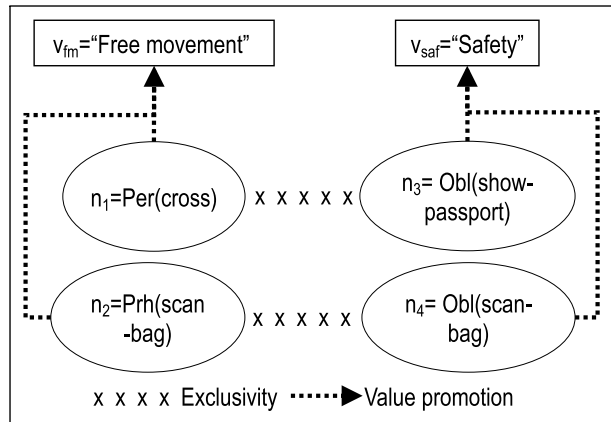 v_fm=“Free movement”
v_saf=“Safety”
n_1=Per(cross)
x x x x x
n_3= Obl(show-
passport)
n_2=Prh(scan
-bag)
x x x x x
n_4= Obl(scan-
bag)
x x x x Exclusivity
Value promotion